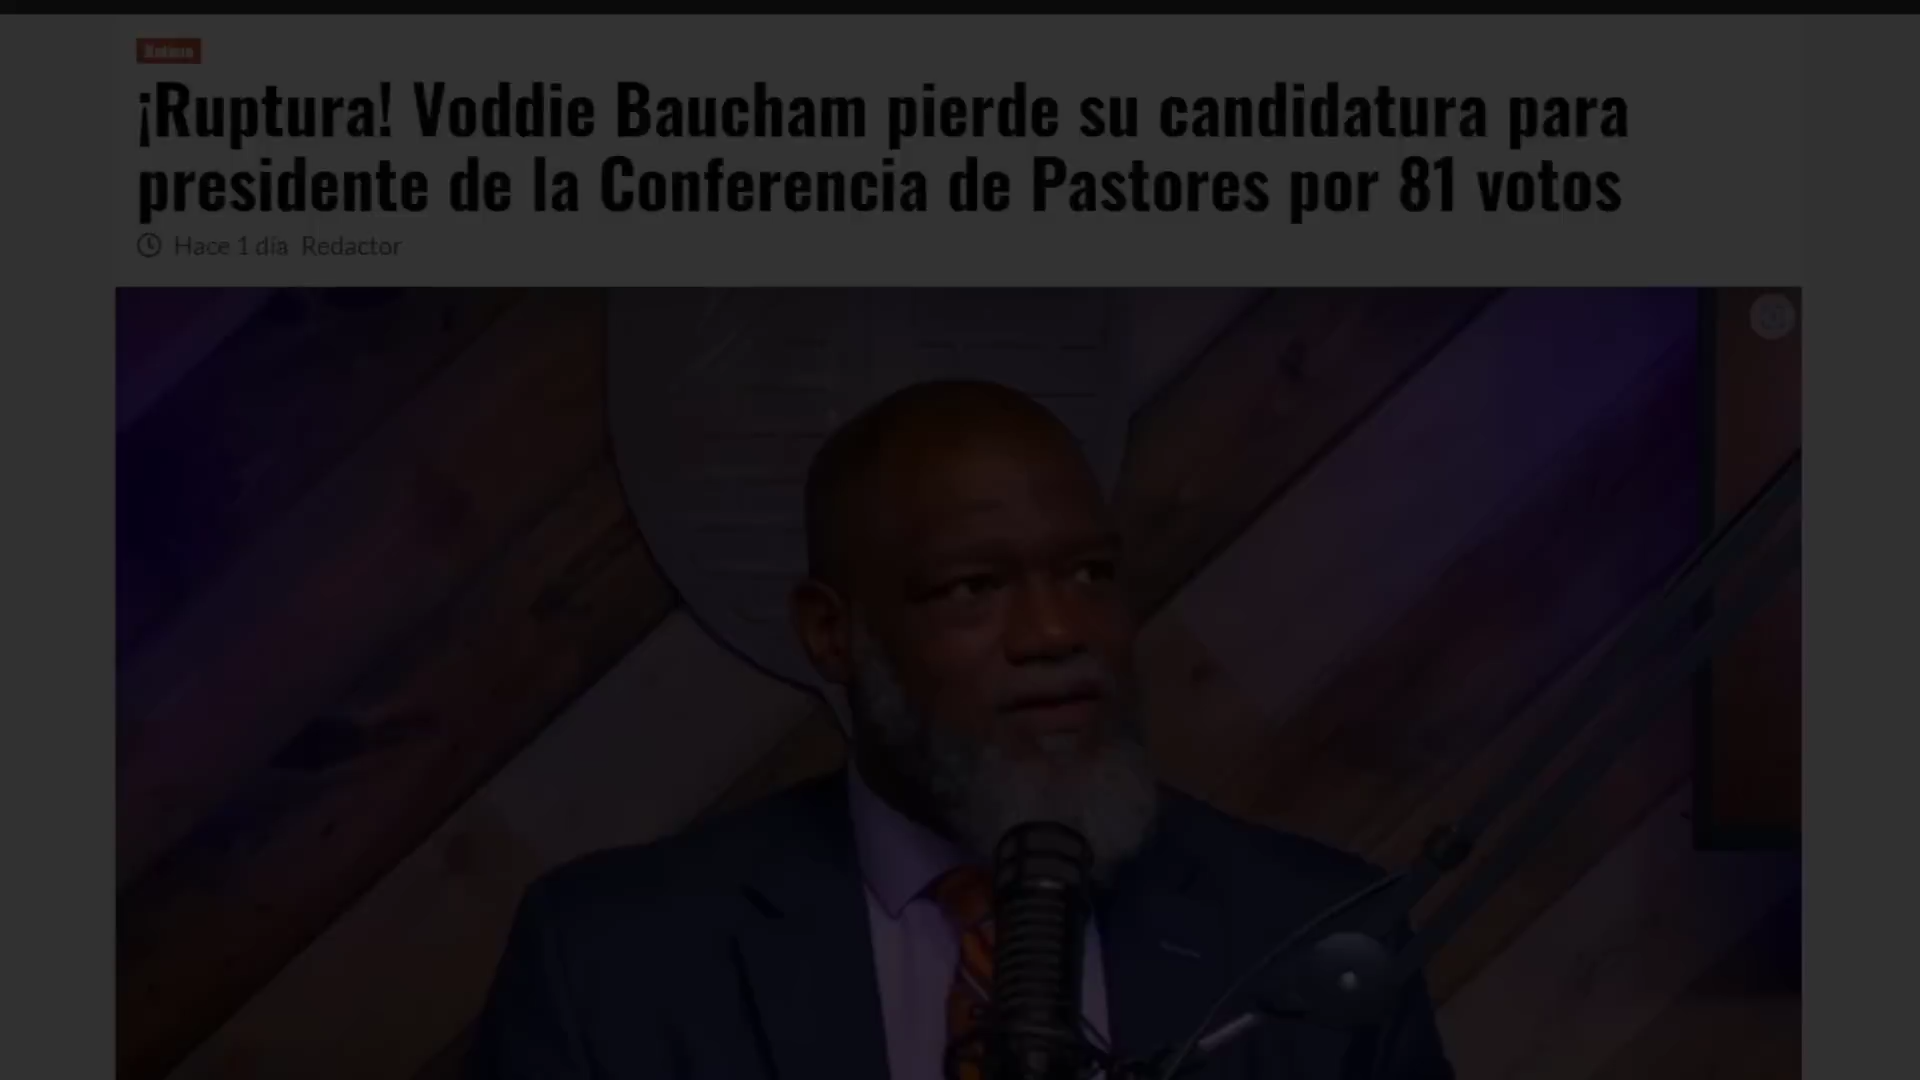 ¡Ruptura! Voddie Baucham pierde su candidatura para
presidente de la Conferencia de Pastores por 81 votos
Hace 1 día Redactor